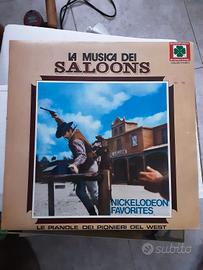 LA MUSICA DEI
SALOONS
NICKELODEON
FAVORITES
LE PIANOLE DEI PIONIERI DEL WEST
subito